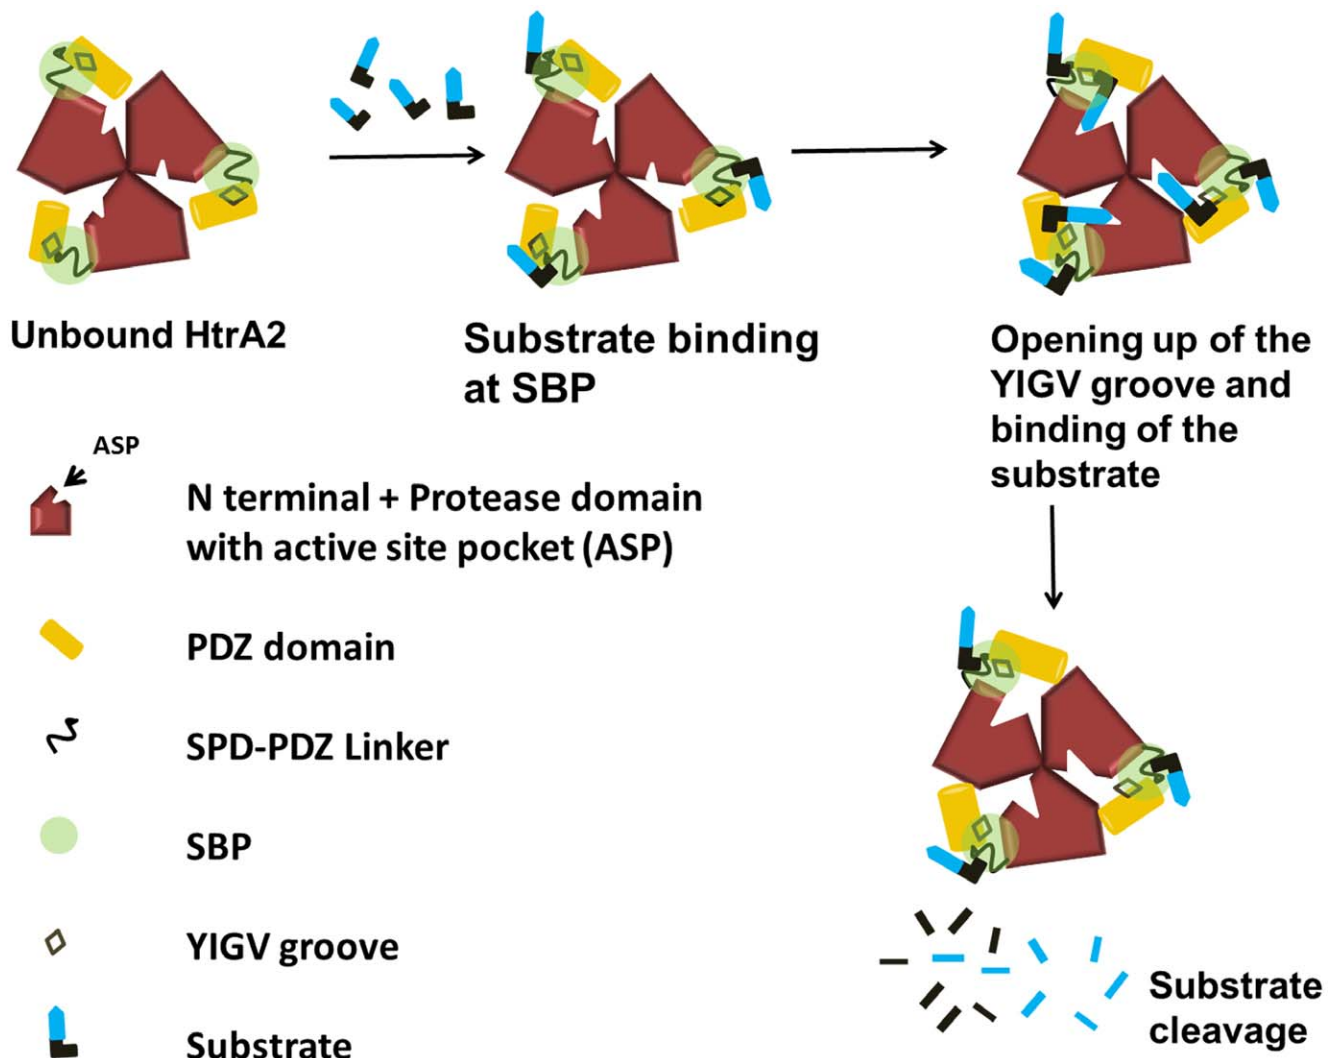 Unbound HtrA2
Substrate binding
at SBP
Opening up of the
YIGV groove and
binding of the
substrate
ASP
N terminal + Protease domain
with active site pocket (ASP)
PDZ domain
SPD-PDZ Linker
SBP
YIGV groove
Substrate
Substrate
cleavage